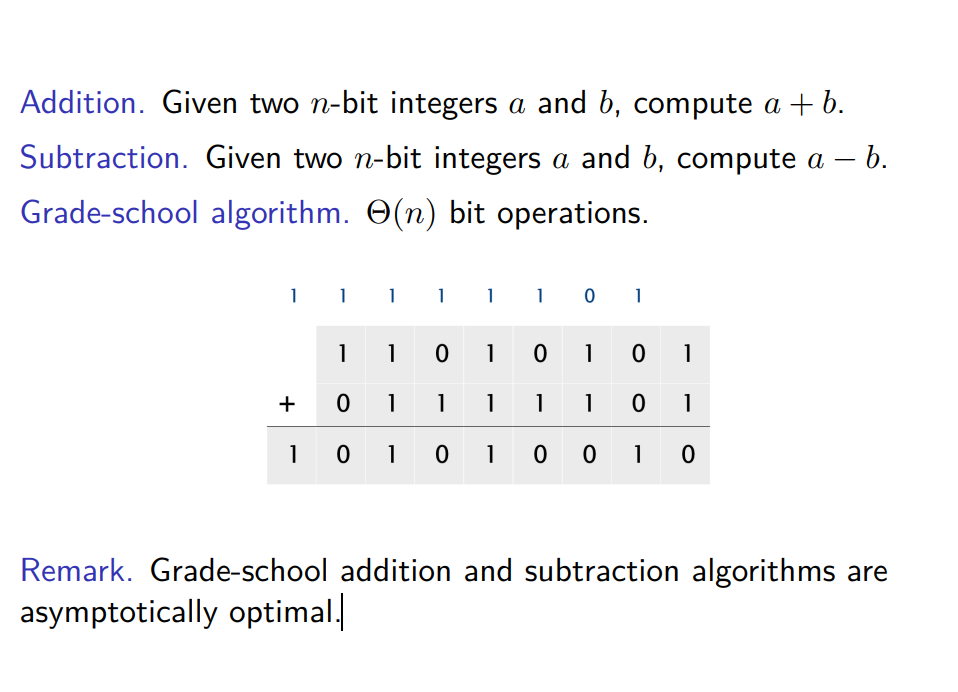 Addition. Given two n-bit integers a and b, compute a + b.
Subtraction. Given two n-bit integers a and b, compute a − b.
Grade-school algorithm. Θ(n) bit operations.
1 1 1 1 1 1 0 1
1 1 0 1 0 1 0 1
+ 0 1 1 1 1 1 0 1
1 0 1 0 1 0 0 1 0
Remark. Grade-school addition and subtraction algorithms are
asymptotically optimal.